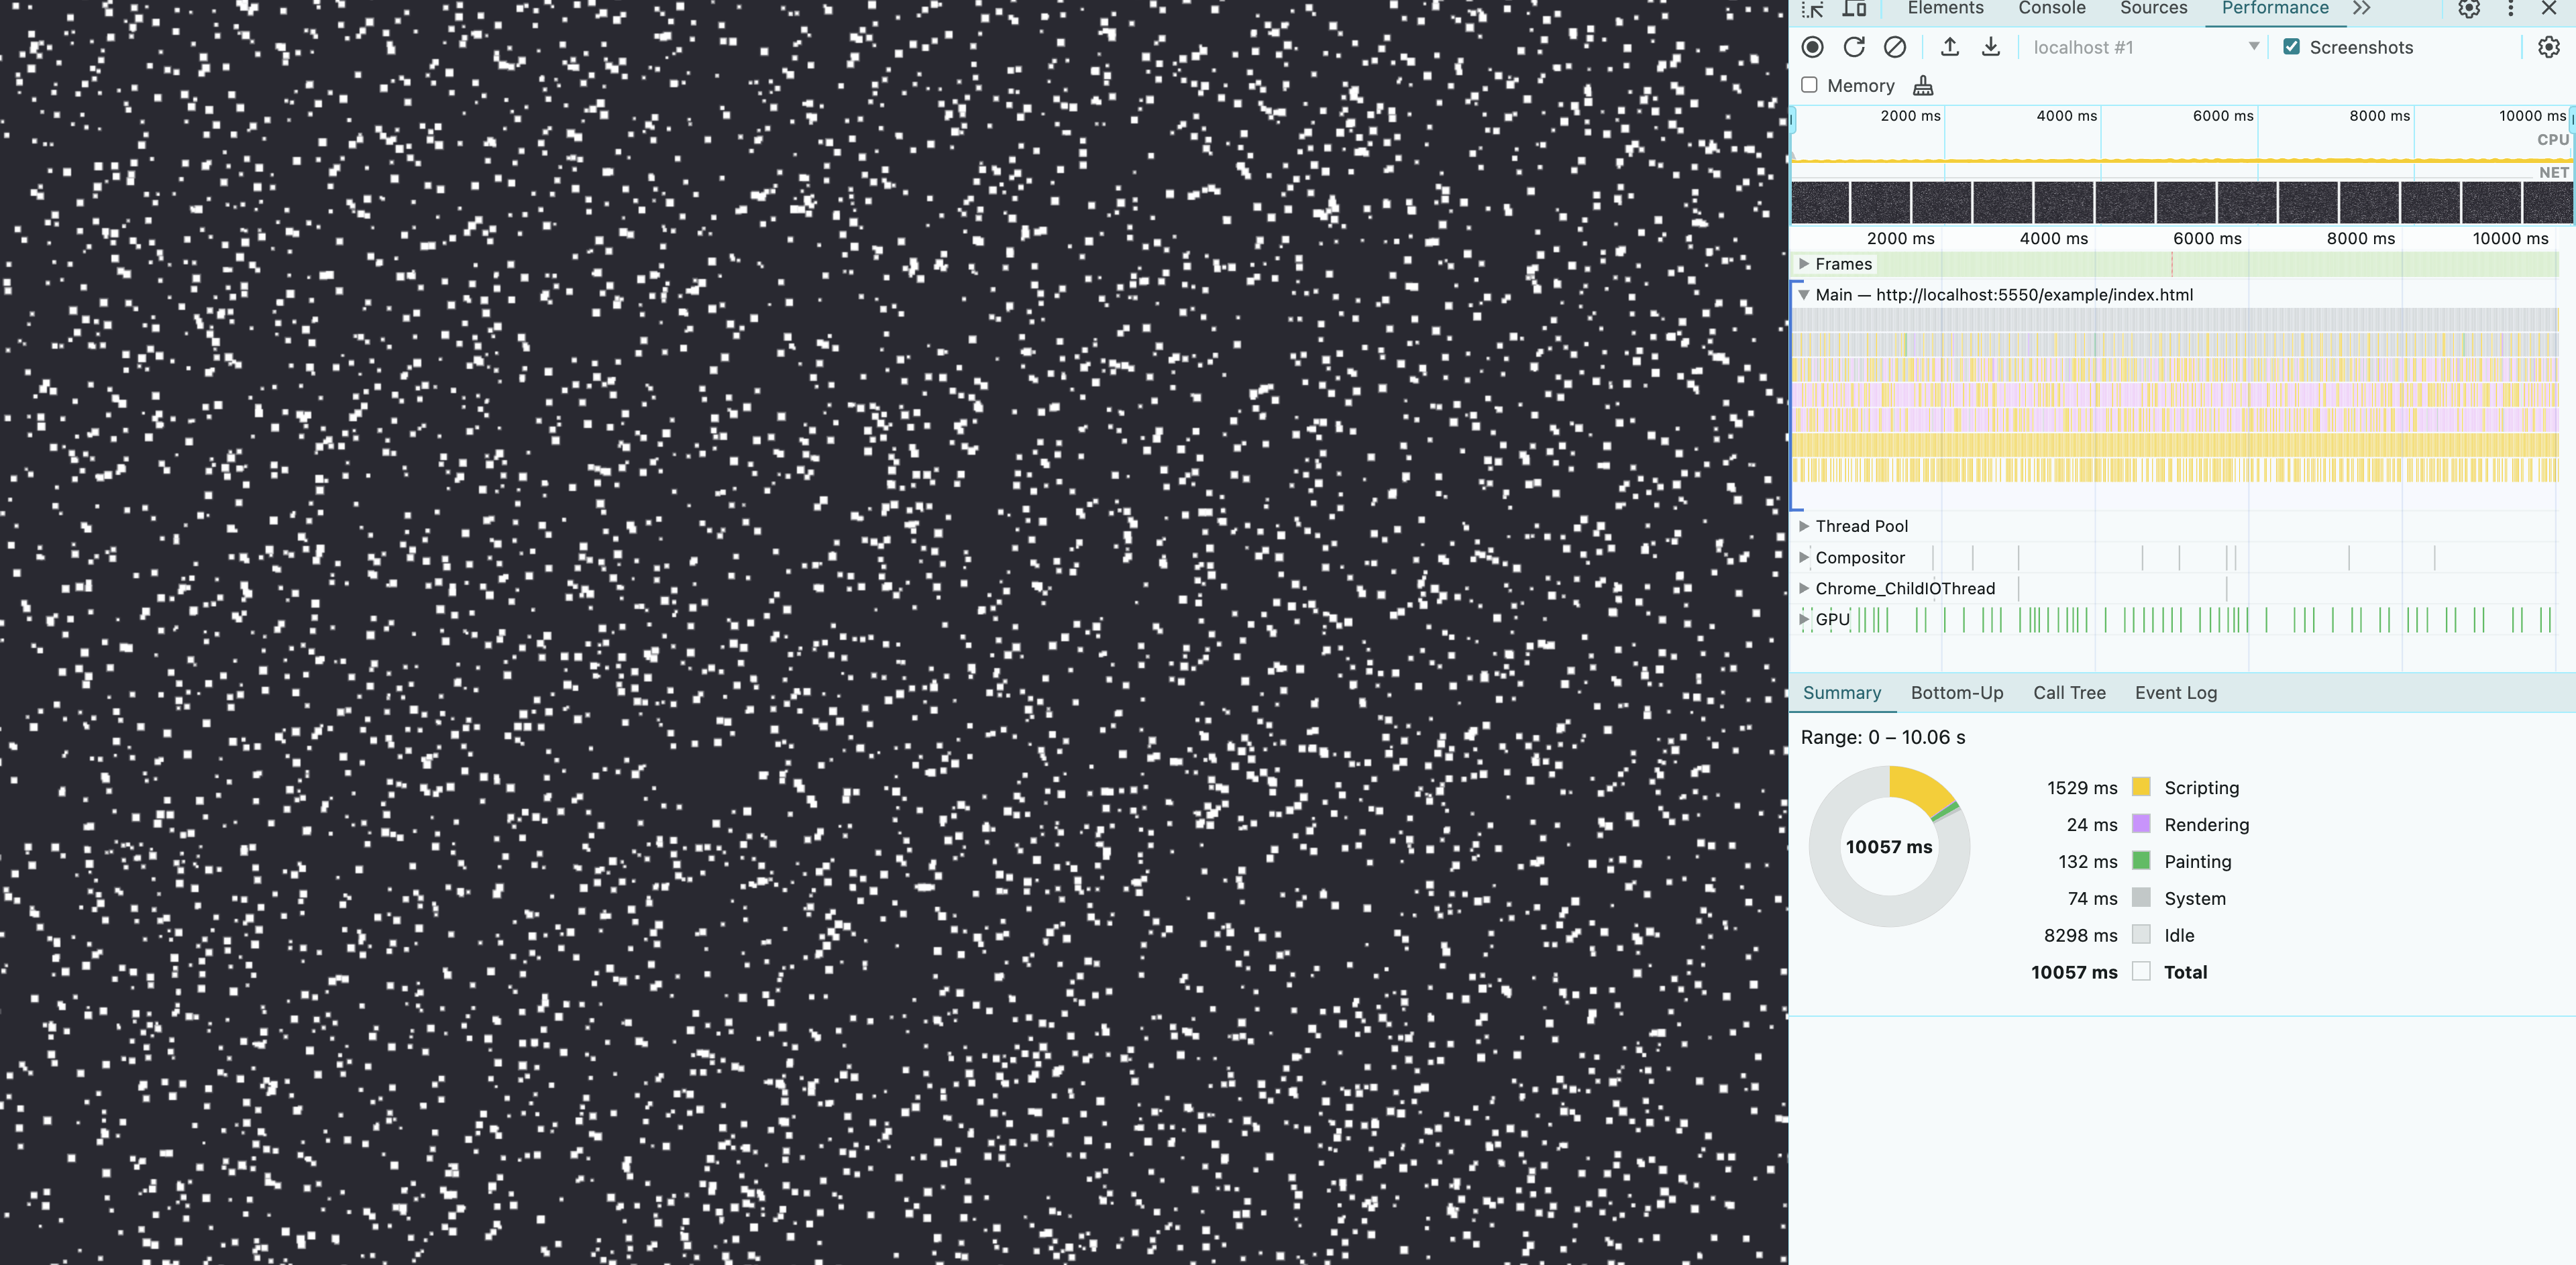 Elements Console Sources Performance
localhost #1 Screenshots
Memory
2000 ms 4000 ms 6000 ms 8000 ms 10000 ms
CPU
NET
2000 ms 4000 ms 6000 ms 8000 ms 10000 ms
Frames
Main — http://localhost:5550/example/index.html
Thread Pool
Compositor
Chrome_ChildIOThread
GPU
Summary Bottom-Up Call Tree Event Log
Range: 0 – 10.06 s
10057 ms
1529 ms Scripting
24 ms Rendering
132 ms Painting
74 ms System
8298 ms Idle
10057 ms Total